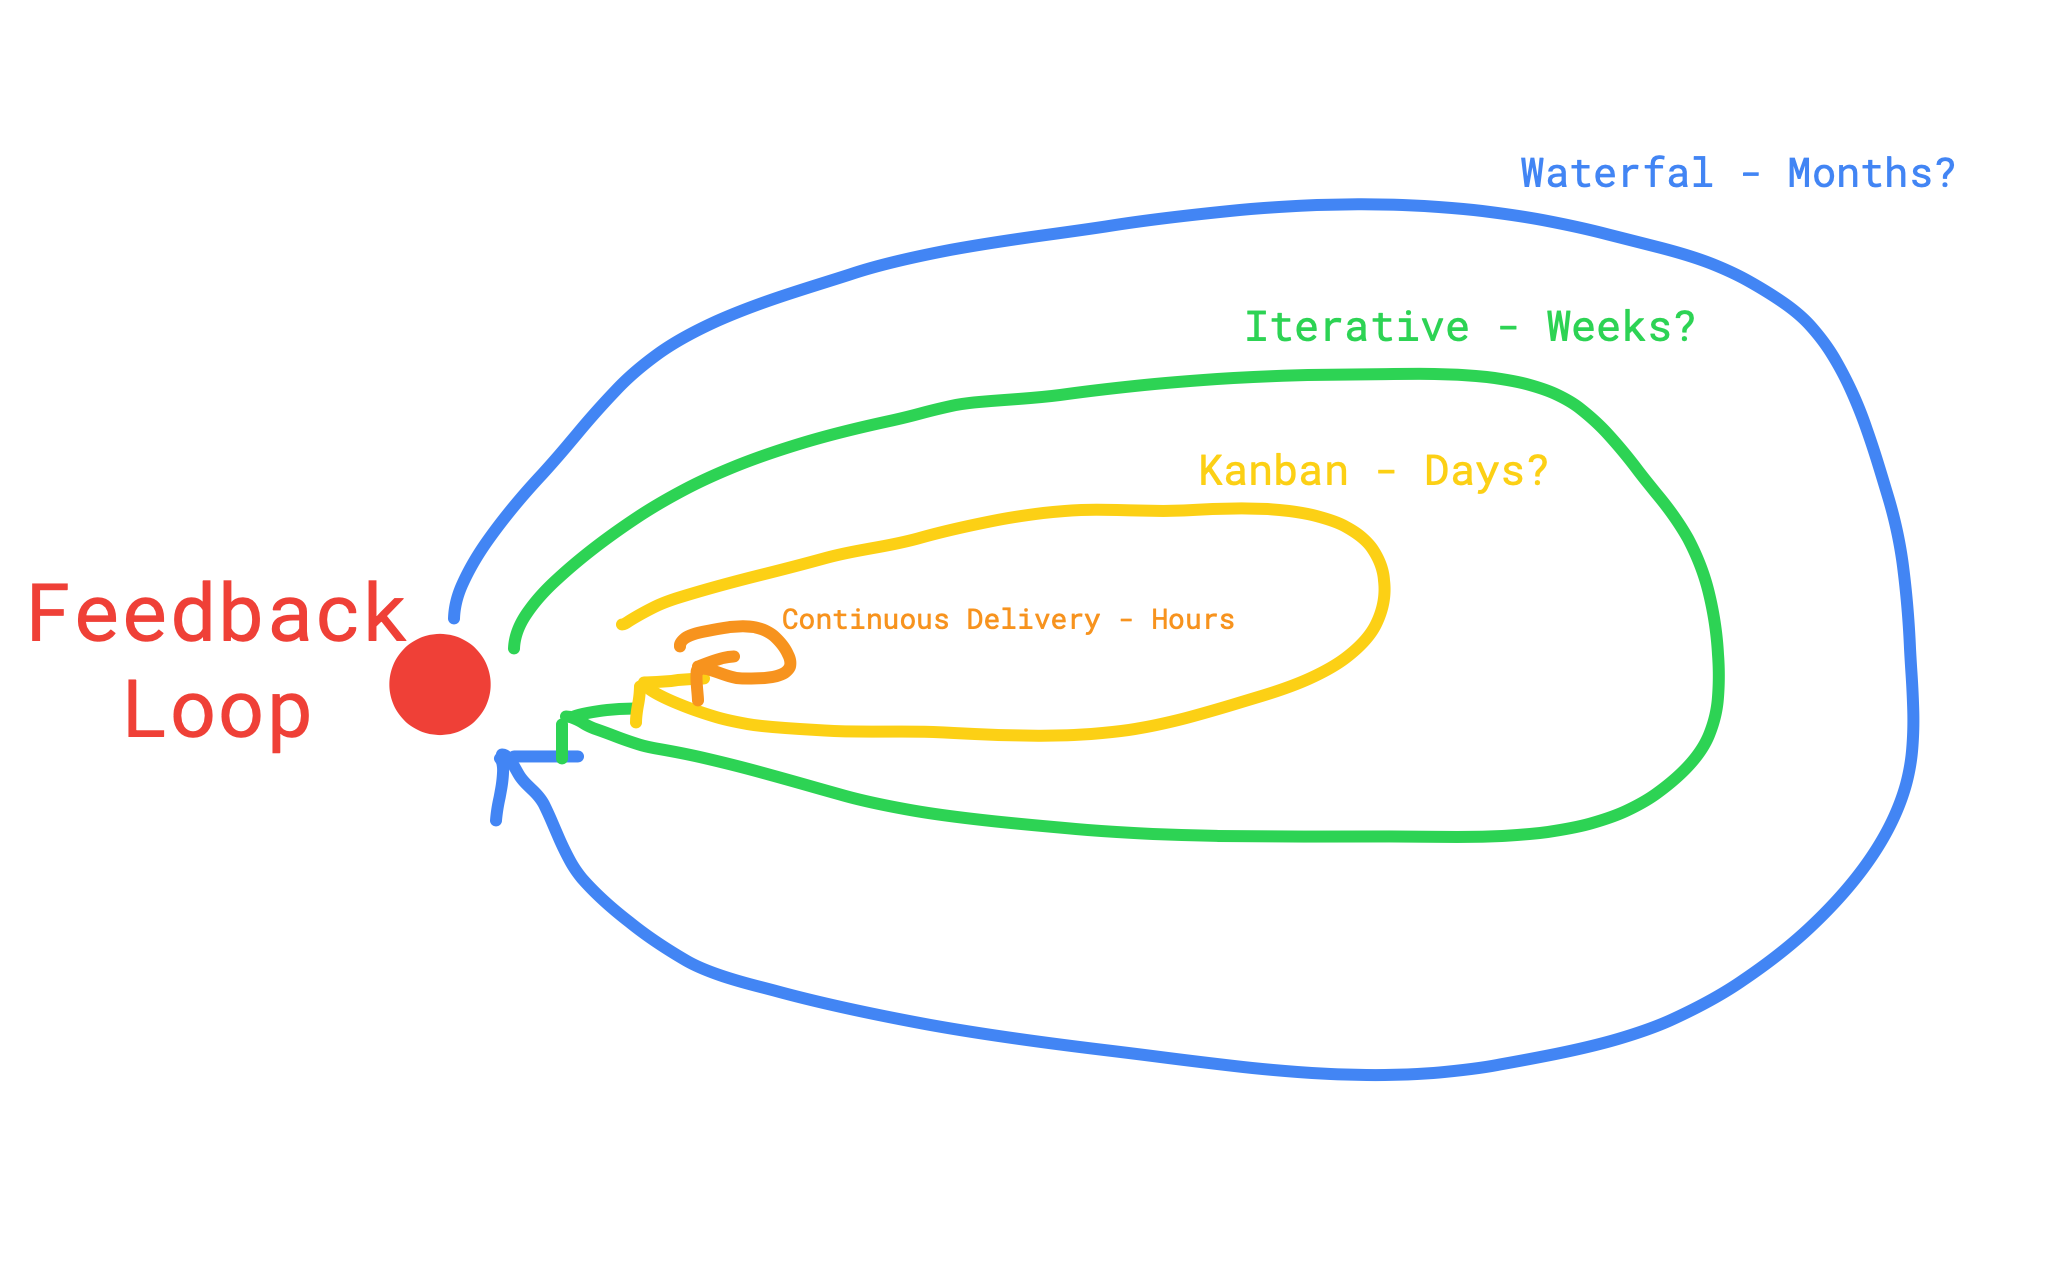 Waterfal - Months?
Iterative - Weeks?
Kanban - Days?
Feedback
Loop
Continuous Delivery - Hours